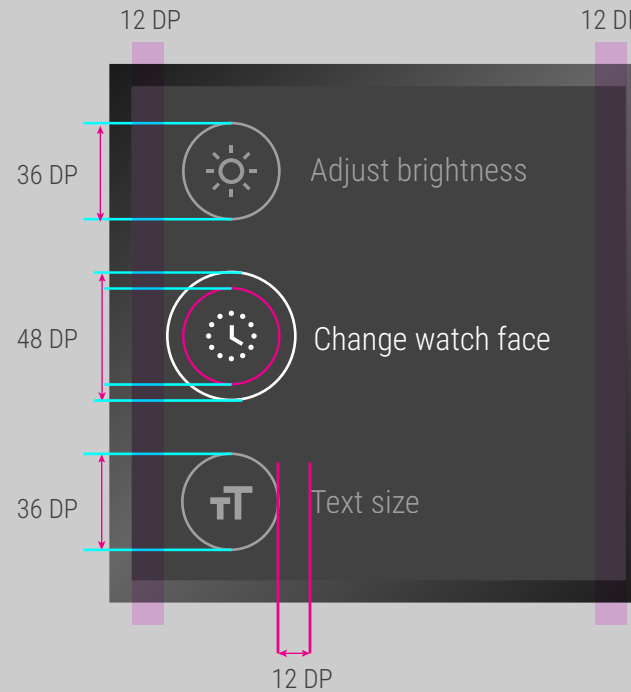 12 DP
12 DP
36 DP
Adjust brightness
48 DP
Change watch face
36 DP
Text size
12 DP